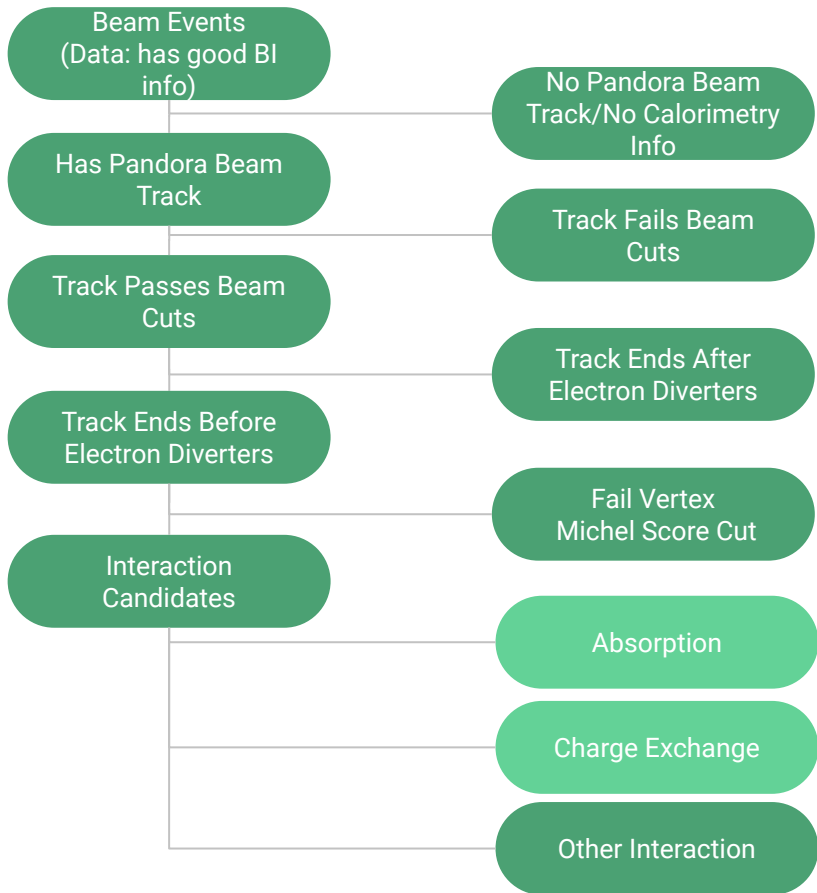 Beam Events
(Data: has good BI
info)
No Pandora Beam
Track/No Calorimetry
Info
Has Pandora Beam
Track
Track Fails Beam
Cuts
Track Passes Beam
Cuts
Track Ends After
Electron Diverters
Track Ends Before
Electron Diverters
Fail Vertex
Michel Score Cut
Interaction
Candidates
Absorption
Charge Exchange
Other Interaction